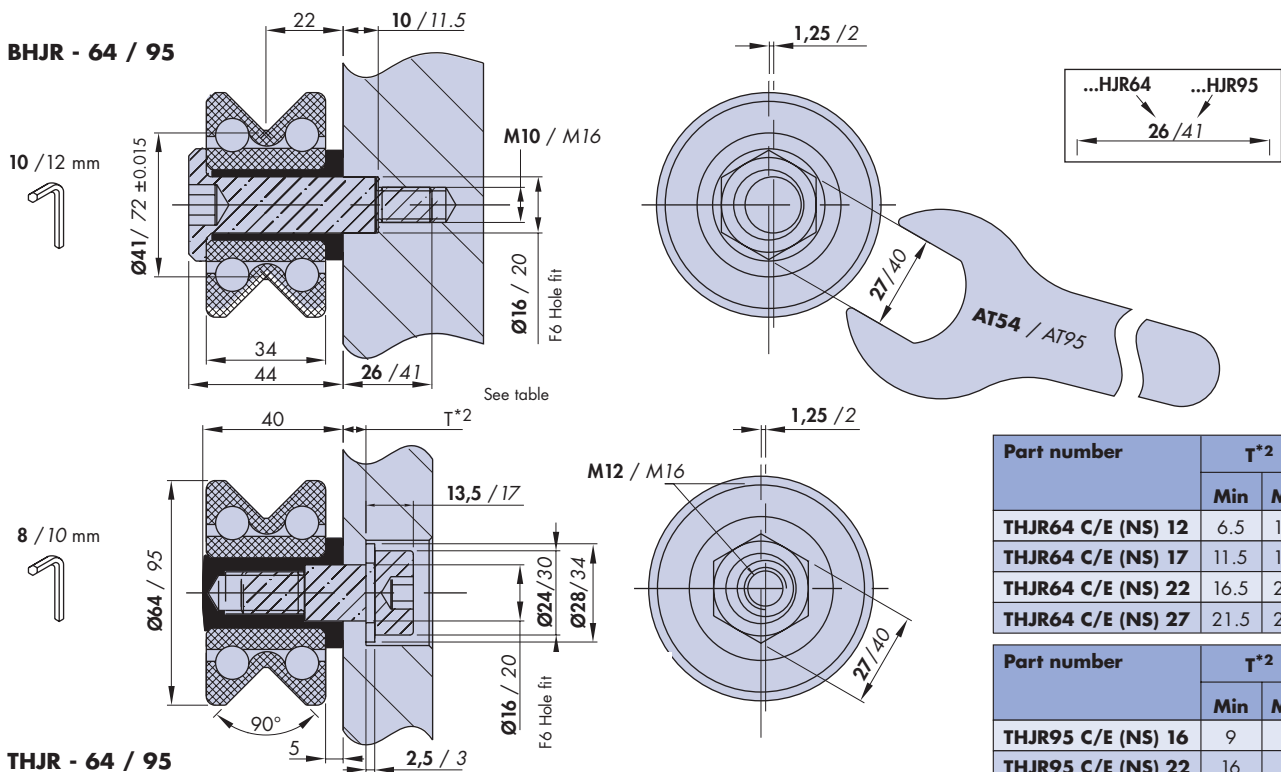 BHJR - 64 / 95
22
10 /11.5
1,25 /2
...HJR64 ...HJR95
26 /41
10 /12 mm
Ø41/ 72 ±0.015
M10 / M16
Ø16 / 20
F6 Hole fit
27/40
AT54 / AT95
34
44
26 /41
See table
40
T*2
1,25 /2
M12 / M16
13,5 /17
8 /10 mm
Ø64 / 95
Ø24/30
Ø28/34
Ø16 / 20
F6 Hole fit
27/40
90°
5
2,5 / 3
THJR - 64 / 95
Part number T*2
Min
THJR64 C/E (NS) 12 6.5
THJR64 C/E (NS) 17 11.5
THJR64 C/E (NS) 22 16.5
THJR64 C/E (NS) 27 21.5
Part number T*2
Min
THJR95 C/E (NS) 16 9
THJR95 C/E (NS) 22 16